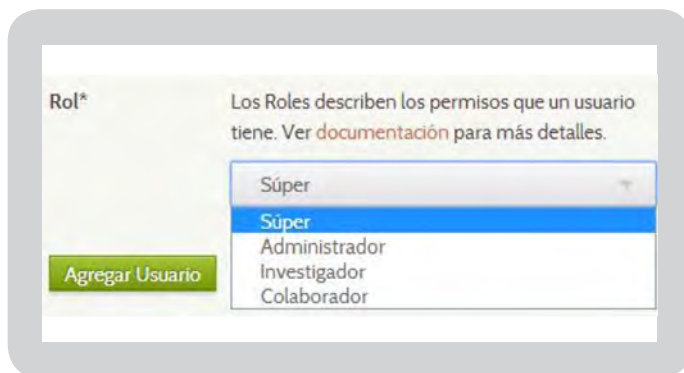 Rol*
Los Roles describen los permisos que un usuario
tiene. Ver documentación para más detalles.
Súper
Súper
Administrador
Investigador
Colaborador
Agregar Usuario